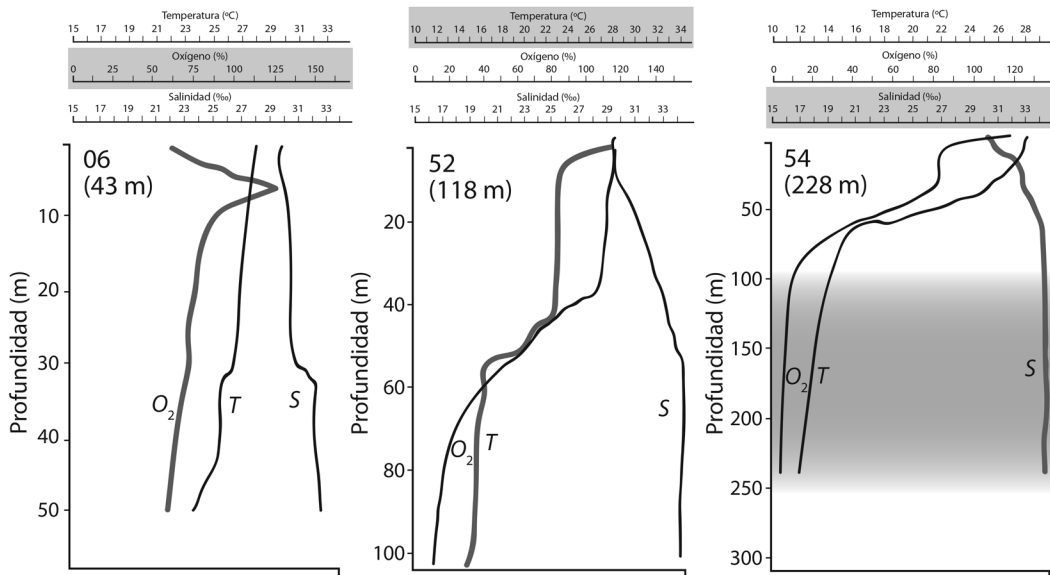 Temperatura (ºC)
15 17 19 21 23 25 27 29 31 33
Oxígeno (%)
0 25 50 75 100 125 150
Salinidad (‰)
15 17 19 21 23 25 27 29 31 33
06
(43 m)
10
20
30
40
50
Profundidad (m)
O2
T
S
Temperatura (ºC)
10 12 14 16 18 20 22 24 26 28 30 32 34
Oxígeno (%)
0 20 40 60 80 100 120 140
Salinidad (‰)
15 17 19 21 23 25 27 29 31 33
52
(118 m)
20
40
60
80
100
Profundidad (m)
O2
T
S
Temperatura (ºC)
10 12 14 16 18 20 22 24 26 28
Oxígeno (%)
0 20 40 60 80 100 120
Salinidad (‰)
15 17 19 21 23 25 27 29 31 33
54
(228 m)
50
100
150
200
250
300
Profundidad (m)
O2
T
S